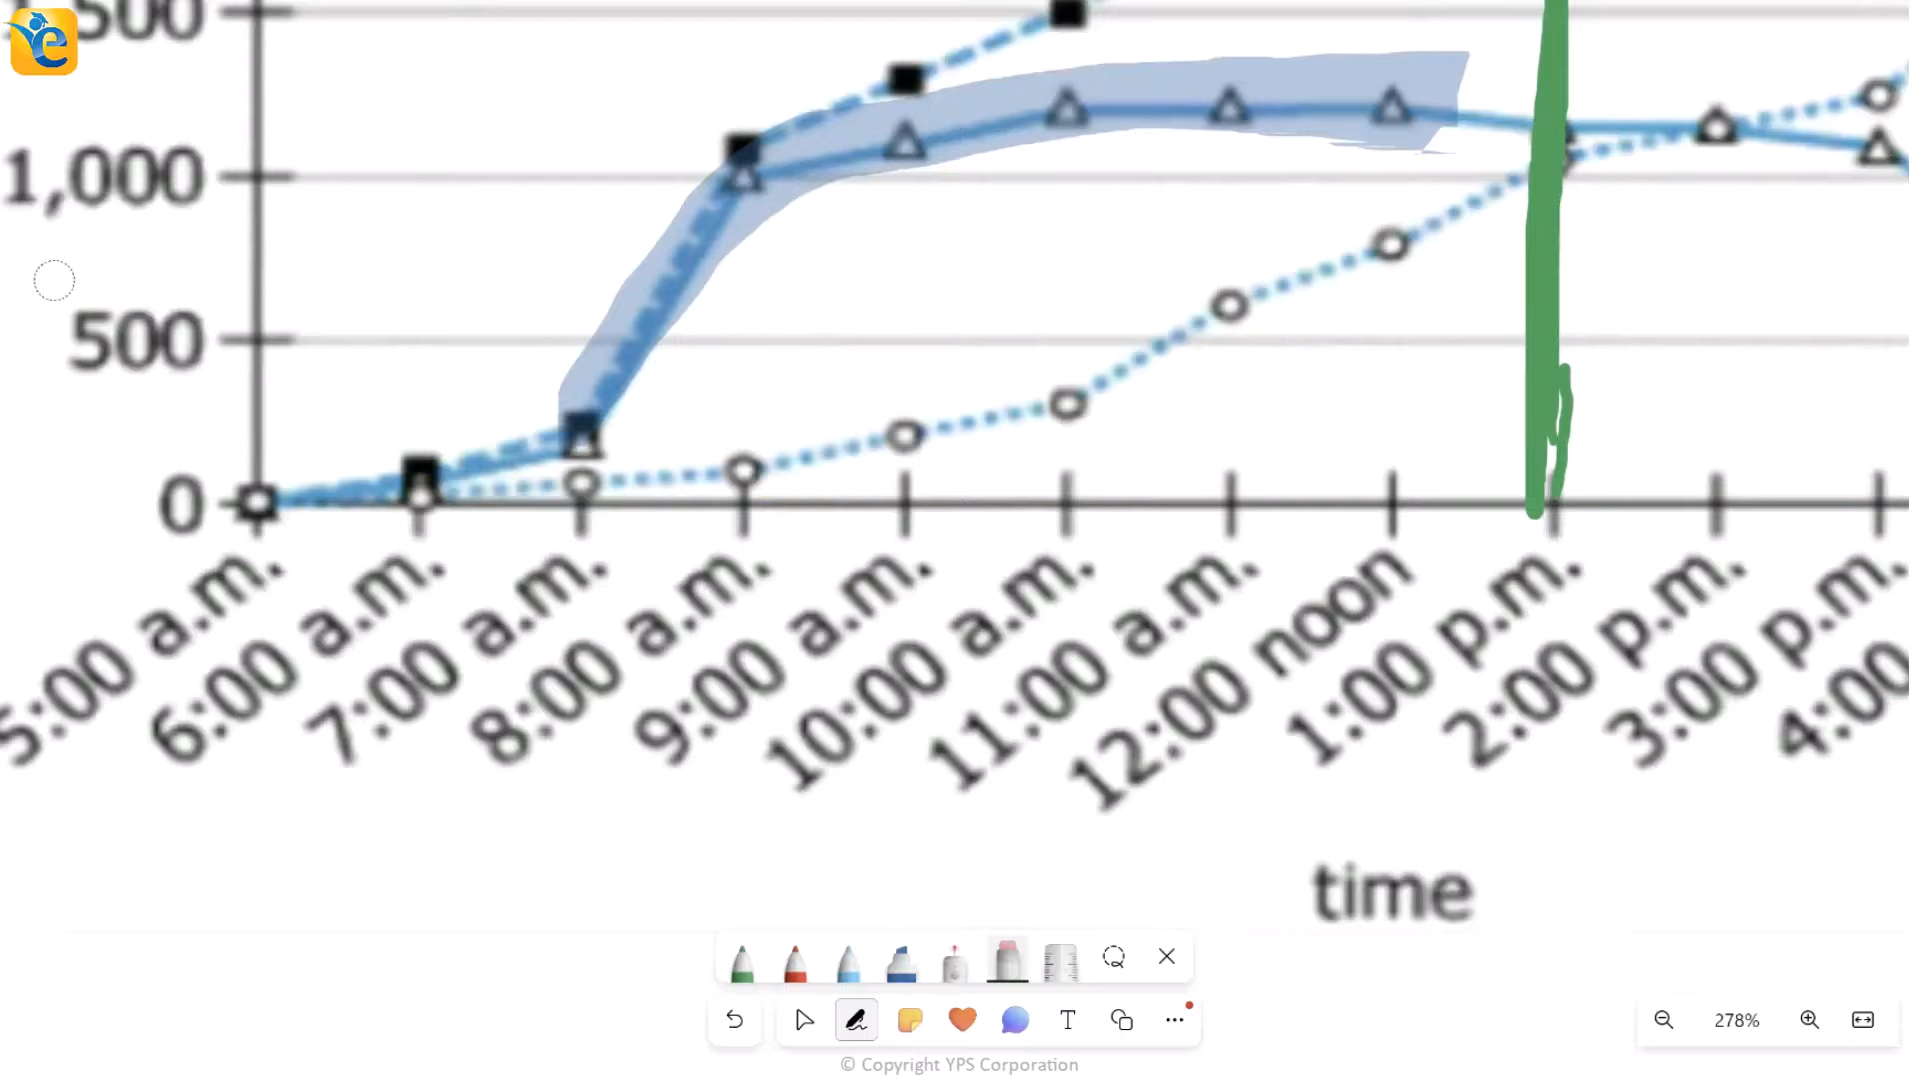 1,500
1,000
500
0
5:00 a.m.
6:00 a.m.
7:00 a.m.
8:00 a.m.
9:00 a.m.
10:00 a.m.
11:00 a.m.
12:00 noon
1:00 p.m.
2:00 p.m.
3:00 p.m.
4:00
time
T
278%
© Copyright YPS Corporation